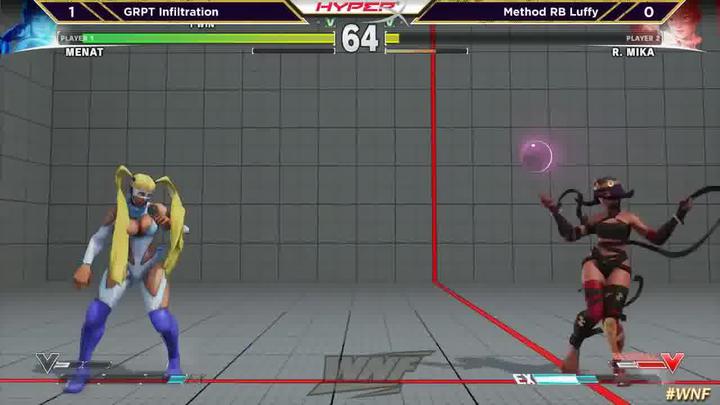 1 GRPT Infiltration HYPER Method RB Luffy 0
1 WIN
PLAYER 1 64 PLAYER 2
MENAT R. MIKA
V V
EX
WNF
#WNF